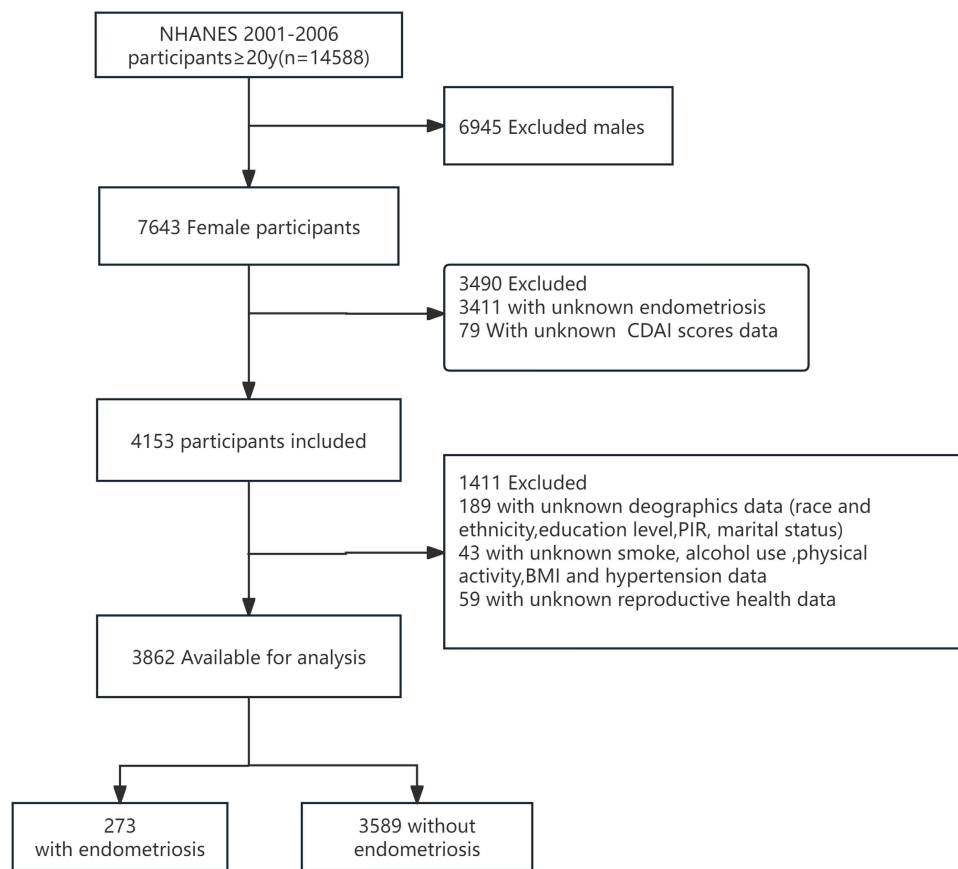 NHANES 2001-2006
participants≥20y(n=14588)
6945 Excluded males
7643 Female participants
3490 Excluded
3411 with unknown endometriosis
79 With unknown  CDAI scores data
4153 participants included
1411 Excluded
189 with unknown deographics data (race and
ethnicity,education level,PIR, marital status)
43 with unknown smoke, alcohol use ,physical
activity,BMI and hypertension data
59 with unknown reproductive health data
3862 Available for analysis
273
with endometriosis
3589 without
endometriosis